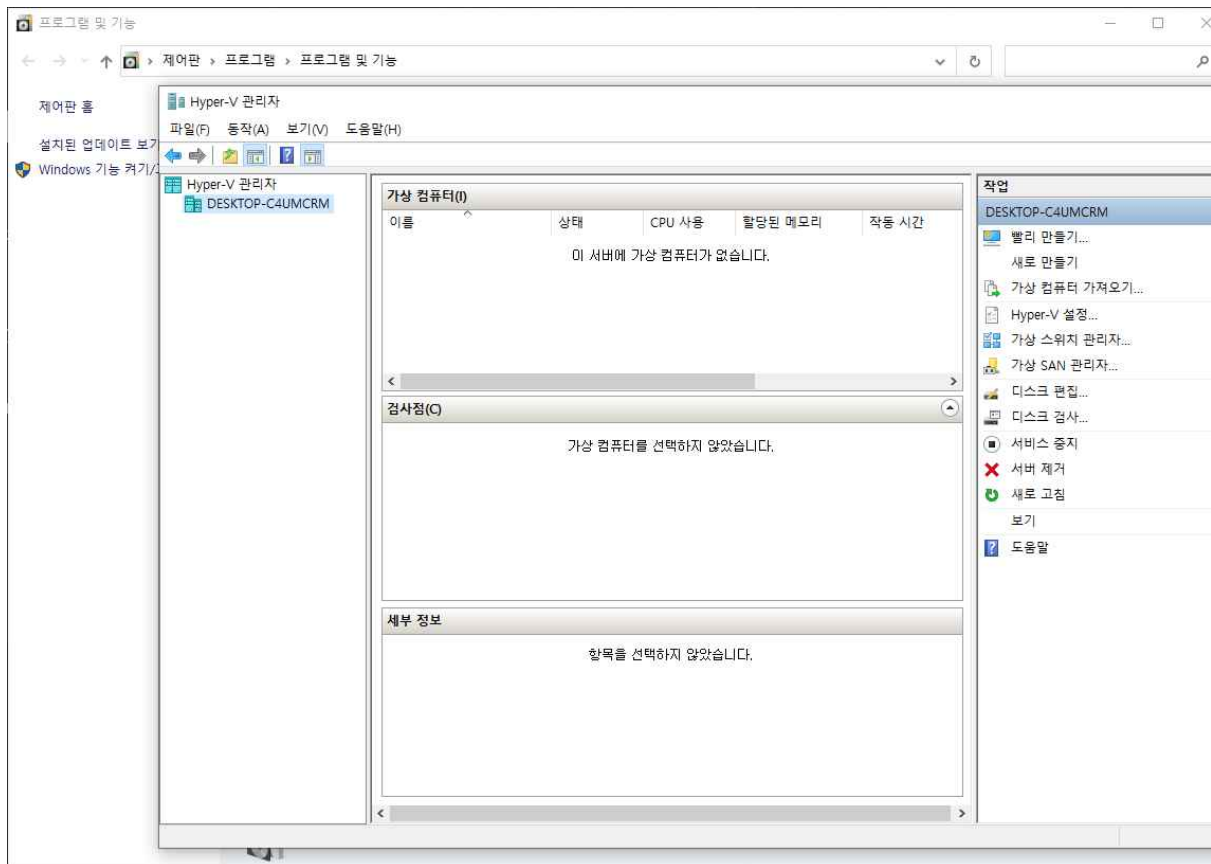 프로그램 및 기능
제어판 › 프로그램 › 프로그램 및 기능
제어판 홈
설치된 업데이트 보기
Windows 기능 켜기/
Hyper-V 관리자
파일(F) 동작(A) 보기(V) 도움말(H)
Hyper-V 관리자
DESKTOP-C4UMCRM
가상 컴퓨터(I)
이름 상태 CPU 사용 할당된 메모리 작동 시간
이 서버에 가상 컴퓨터가 없습니다.
검사점(C)
가상 컴퓨터를 선택하지 않았습니다.
세부 정보
항목을 선택하지 않았습니다.
작업
DESKTOP-C4UMCRM
빨리 만들기...
새로 만들기
가상 컴퓨터 가져오기...
Hyper-V 설정...
가상 스위치 관리자...
가상 SAN 관리자...
디스크 편집...
디스크 검사...
서비스 중지
서버 제거
새로 고침
보기
도움말